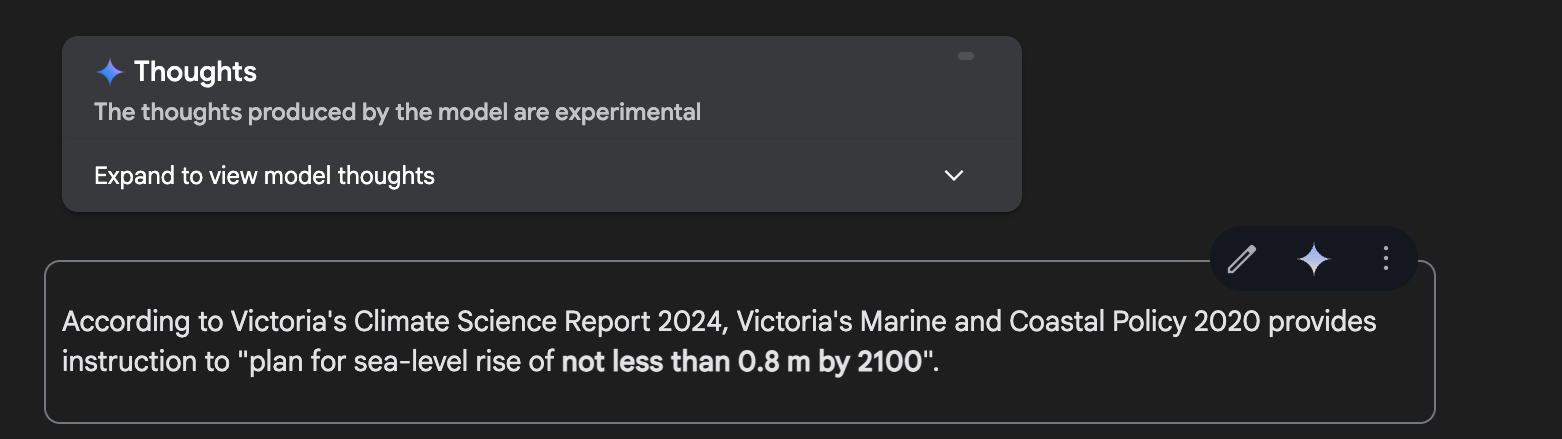 Thoughts
The thoughts produced by the model are experimental
Expand to view model thoughts
According to Victoria's Climate Science Report 2024, Victoria's Marine and Coastal Policy 2020 provides
instruction to "plan for sea-level rise of not less than 0.8 m by 2100".